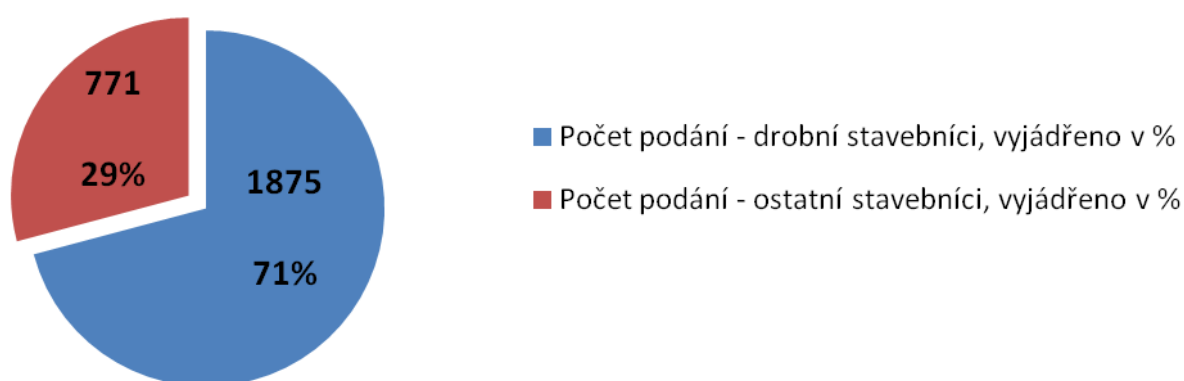 771
29%
1875
71%
Počet podání - drobní stavebníci, vyjádřeno v %
Počet podání - ostatní stavebníci, vyjádřeno v %